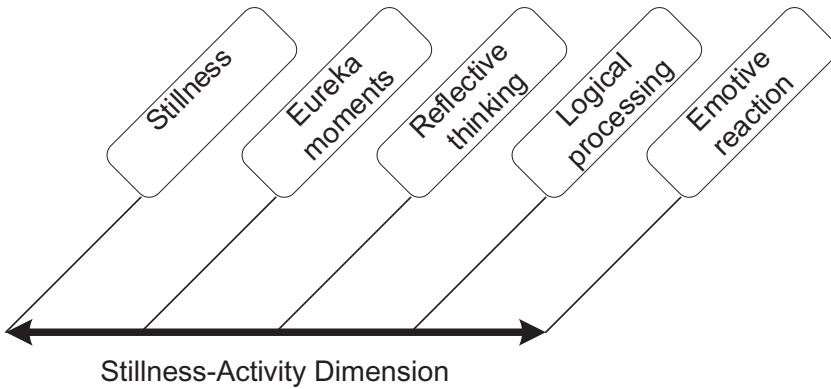 Stillness
Eureka
moments
Reflective
thinking
Logical
processing
Emotive
reaction
Stillness-Activity Dimension